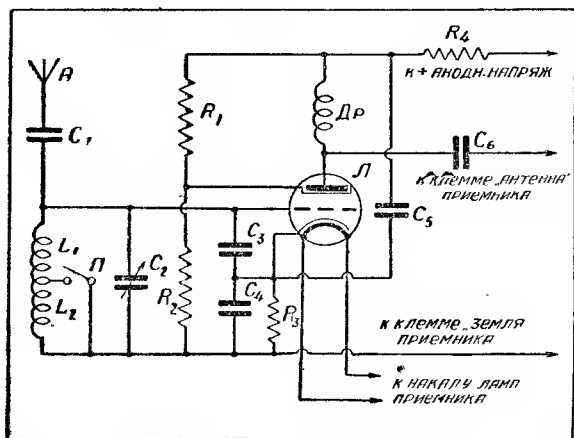 R₄
К + АНОДН. НАПРЯЖ
А
C₁
R₁
Др
C₆
Л
К КЛЕММЕ „АНТЕННА"
ПРИЕМНИКА
C₅
L₁
П
C₂
C₃
L₂
R₂
C₄
R₃
К КЛЕММЕ „ЗЕМЛЯ
ПРИЕМНИКА
К НАКАЛУ ЛАМП
ПРИЕМНИКА